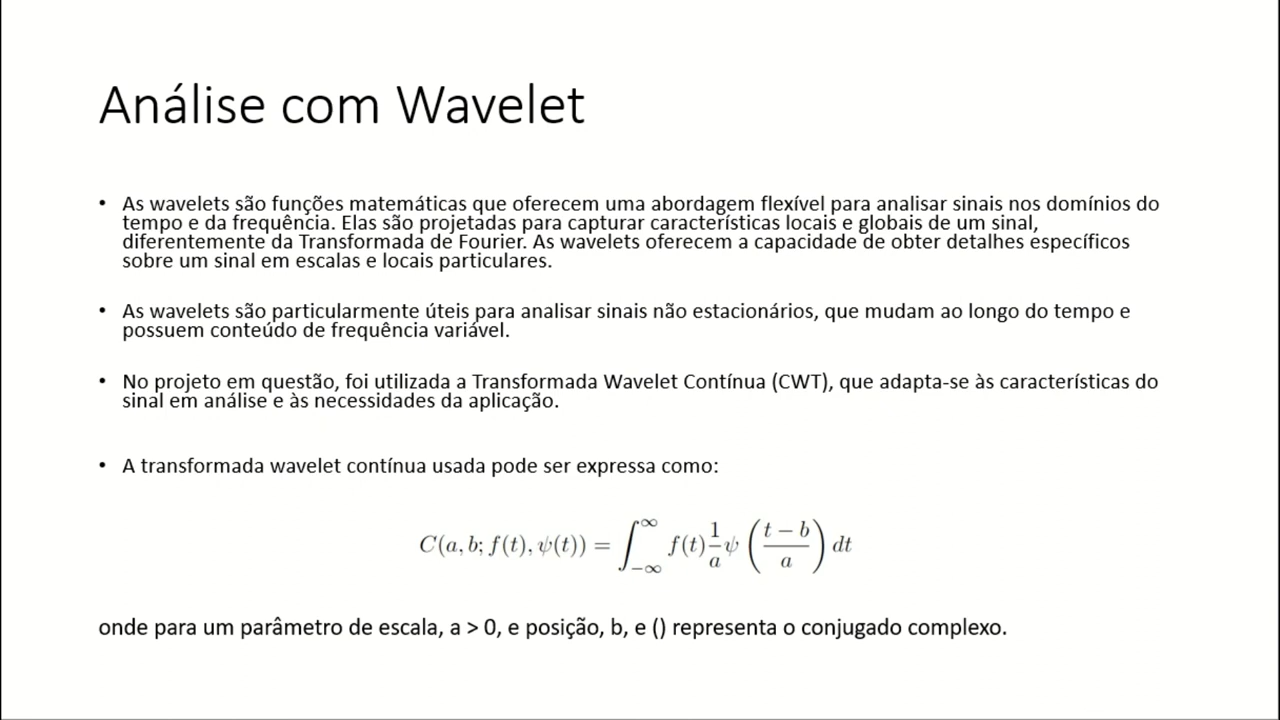 Análise com Wavelet
• As wavelets são funções matemáticas que oferecem uma abordagem flexível para analisar sinais nos domínios do
tempo e da frequência. Elas são projetadas para capturar características locais e globais de um sinal,
diferentemente da Transformada de Fourier. As wavelets oferecem a capacidade de obter detalhes específicos
sobre um sinal em escalas e locais particulares.
• As wavelets são particularmente úteis para analisar sinais não estacionários, que mudam ao longo do tempo e
possuem conteúdo de frequência variável.
• No projeto em questão, foi utilizada a Transformada Wavelet Contínua (CWT), que adapta-se às características do
sinal em análise e às necessidades da aplicação.
• A transformada wavelet contínua usada pode ser expressa como:
C(a, b; f(t), ψ(t)) = ∫_{-∞}^{∞} f(t) \frac{1}{a} ψ \left( \frac{t - b}{a} \right) dt
onde para um parâmetro de escala, a > 0, e posição, b, e () representa o conjugado complexo.